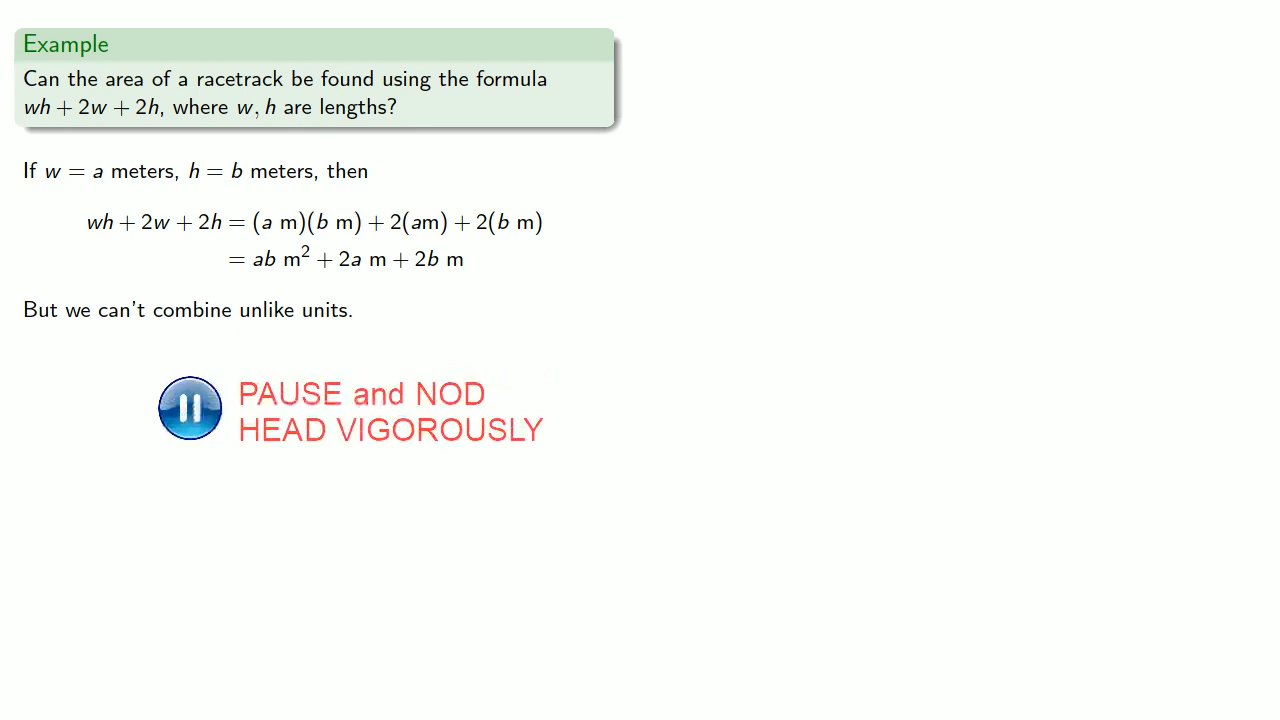 Example
Can the area of a racetrack be found using the formula
wh + 2w + 2h, where w, h are lengths?
If w = a meters, h = b meters, then
wh + 2w + 2h = (a m)(b m) + 2(am) + 2(b m)
= ab m² + 2a m + 2b m
But we can't combine unlike units.
PAUSE and NOD
HEAD VIGOROUSLY